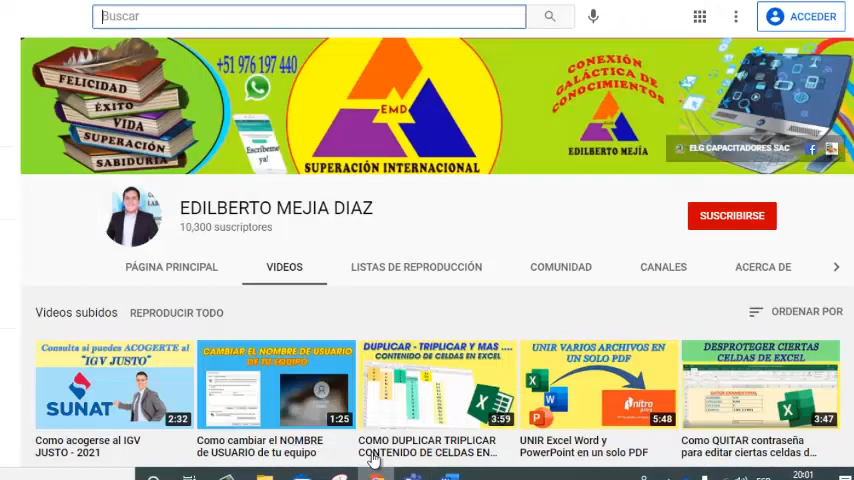 Buscar
ACCEDER
FELICIDAD
ÉXITO
VIDA
SUPERACIÓN
SABIDURIA
+51 976 197 440
Escríbeme
ya!
EMD
SUPERACIÓN INTERNACIONAL
CONEXIÓN
GALÁCTICA DE
CONOCIMIENTOS
EDILBERTO MEJÍA
ELG CAPACITADORES SAC
EDILBERTO MEJIA DIAZ
10,300 suscriptores
SUSCRIBIRSE
PÁGINA PRINCIPAL
VIDEOS
LISTAS DE REPRODUCCIÓN
COMUNIDAD
CANALES
ACERCA DE
Videos subidos
REPRODUCIR TODO
ORDENAR POR
Consulta si puedes ACOGERTE al
"IGV JUSTO"
SUNAT
2:32
CAMBIAR EL NOMBRE DE USUARIO
DE TU EQUIPO
1:25
DUPLICAR - TRIPLICAR Y MAS ....
CONTENIDO DE CELDAS EN EXCEL
3:59
UNIR VARIOS ARCHIVOS EN
UN SOLO PDF
nitro
5:48
DESPROTEGER CIERTAS
CELDAS DE EXCEL
3:47
Como acogerse al IGV
JUSTO - 2021
Como cambiar el NOMBRE
de USUARIO de tu equipo
COMO DUPLICAR TRIPLICAR
CONTENIDO DE CELDAS EN...
UNIR Excel Word y
PowerPoint en un solo PDF
Como QUITAR contraseña
para editar ciertas celdas d...
20:01